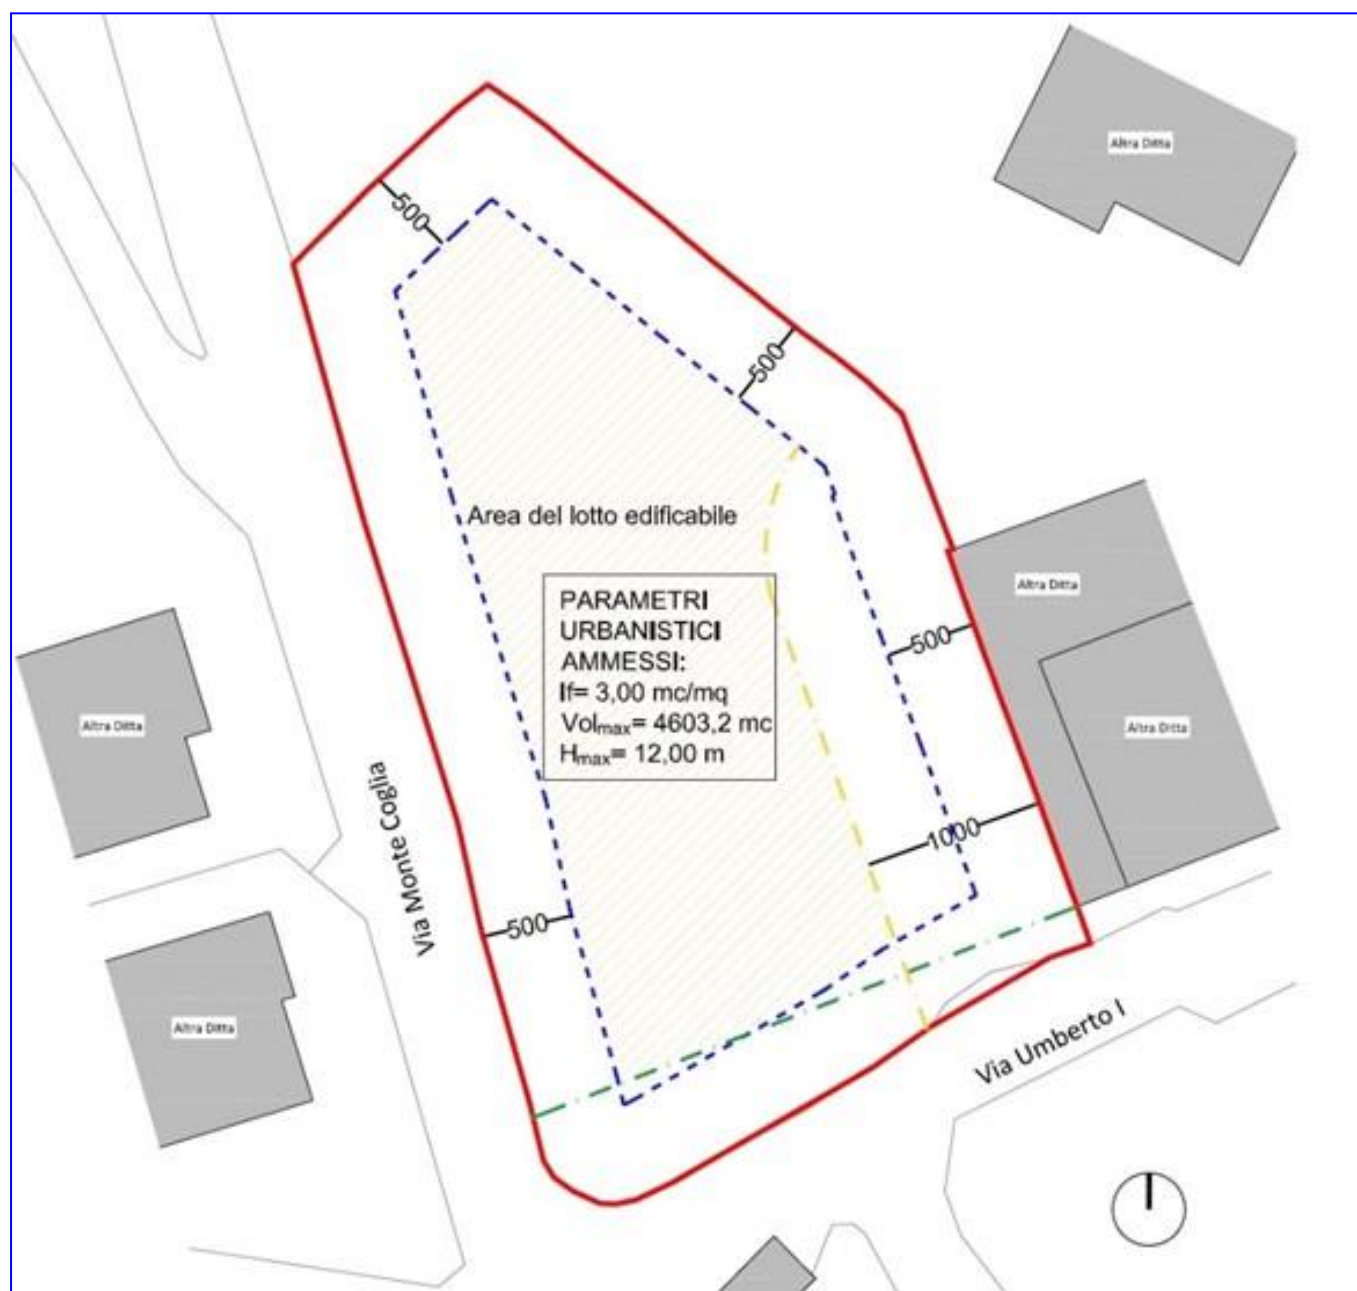 Altra Ditta
500
500
Area del lotto edificabile
PARAMETRI
URBANISTICI
AMMESSI:
If= 3,00 mc/mq
Volmax= 4603,2 mc
Hmax= 12,00 m
Altra Ditta
500
Altra Ditta
Altra Ditta
1000
Via Monte Coglia
500
Altra Ditta
Via Umberto I